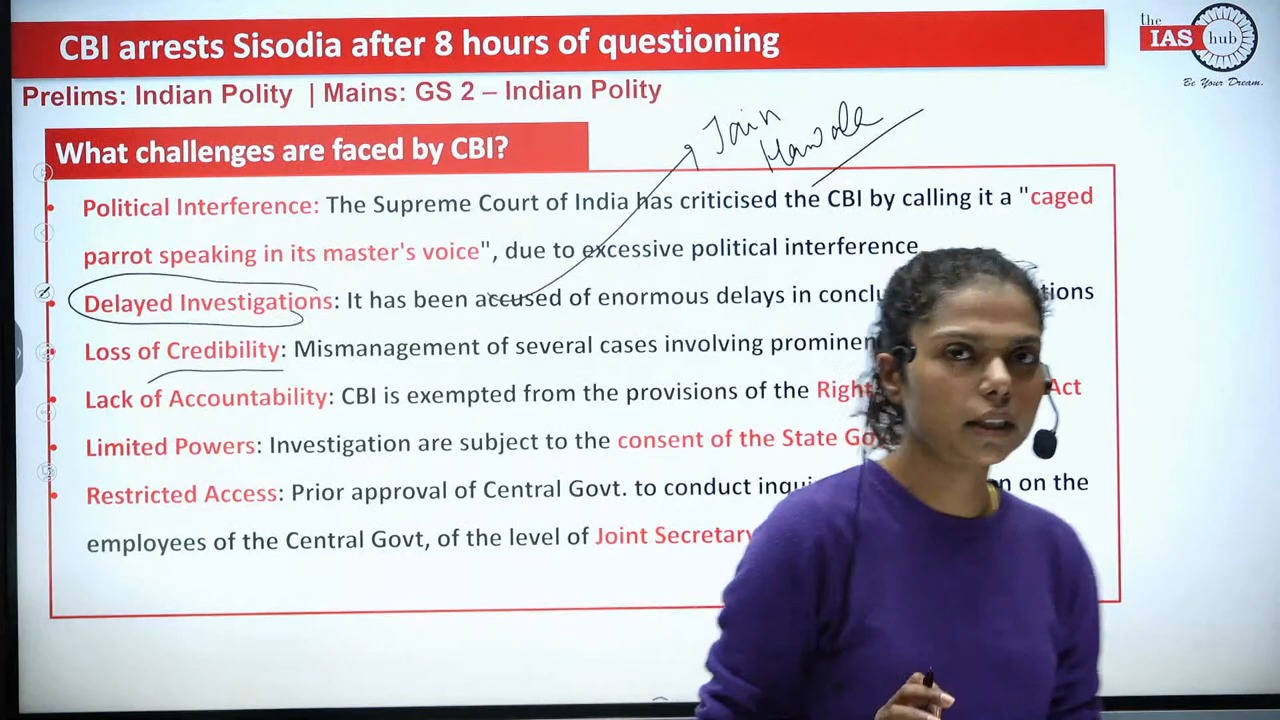 CBI arrests Sisodia after 8 hours of questioning
the
IAS hub
Be Your Dream.
Prelims: Indian Polity | Mains: GS 2 – Indian Polity
Jain
Hawala
What challenges are faced by CBI?
• Political Interference: The Supreme Court of India has criticised the CBI by calling it a "caged
parrot speaking in its master's voice", due to excessive political interference.
• Delayed Investigations: It has been accused of enormous delays in
• Loss of Credibility: Mismanagement of several cases involving
• Lack of Accountability: CBI is exempted from the provisions of the Right Act
• Limited Powers: Investigation are subject to the consent of the State
• Restricted Access: Prior approval of Central Govt. to conduct on the
employees of the Central Govt, of the level of Joint Secretary